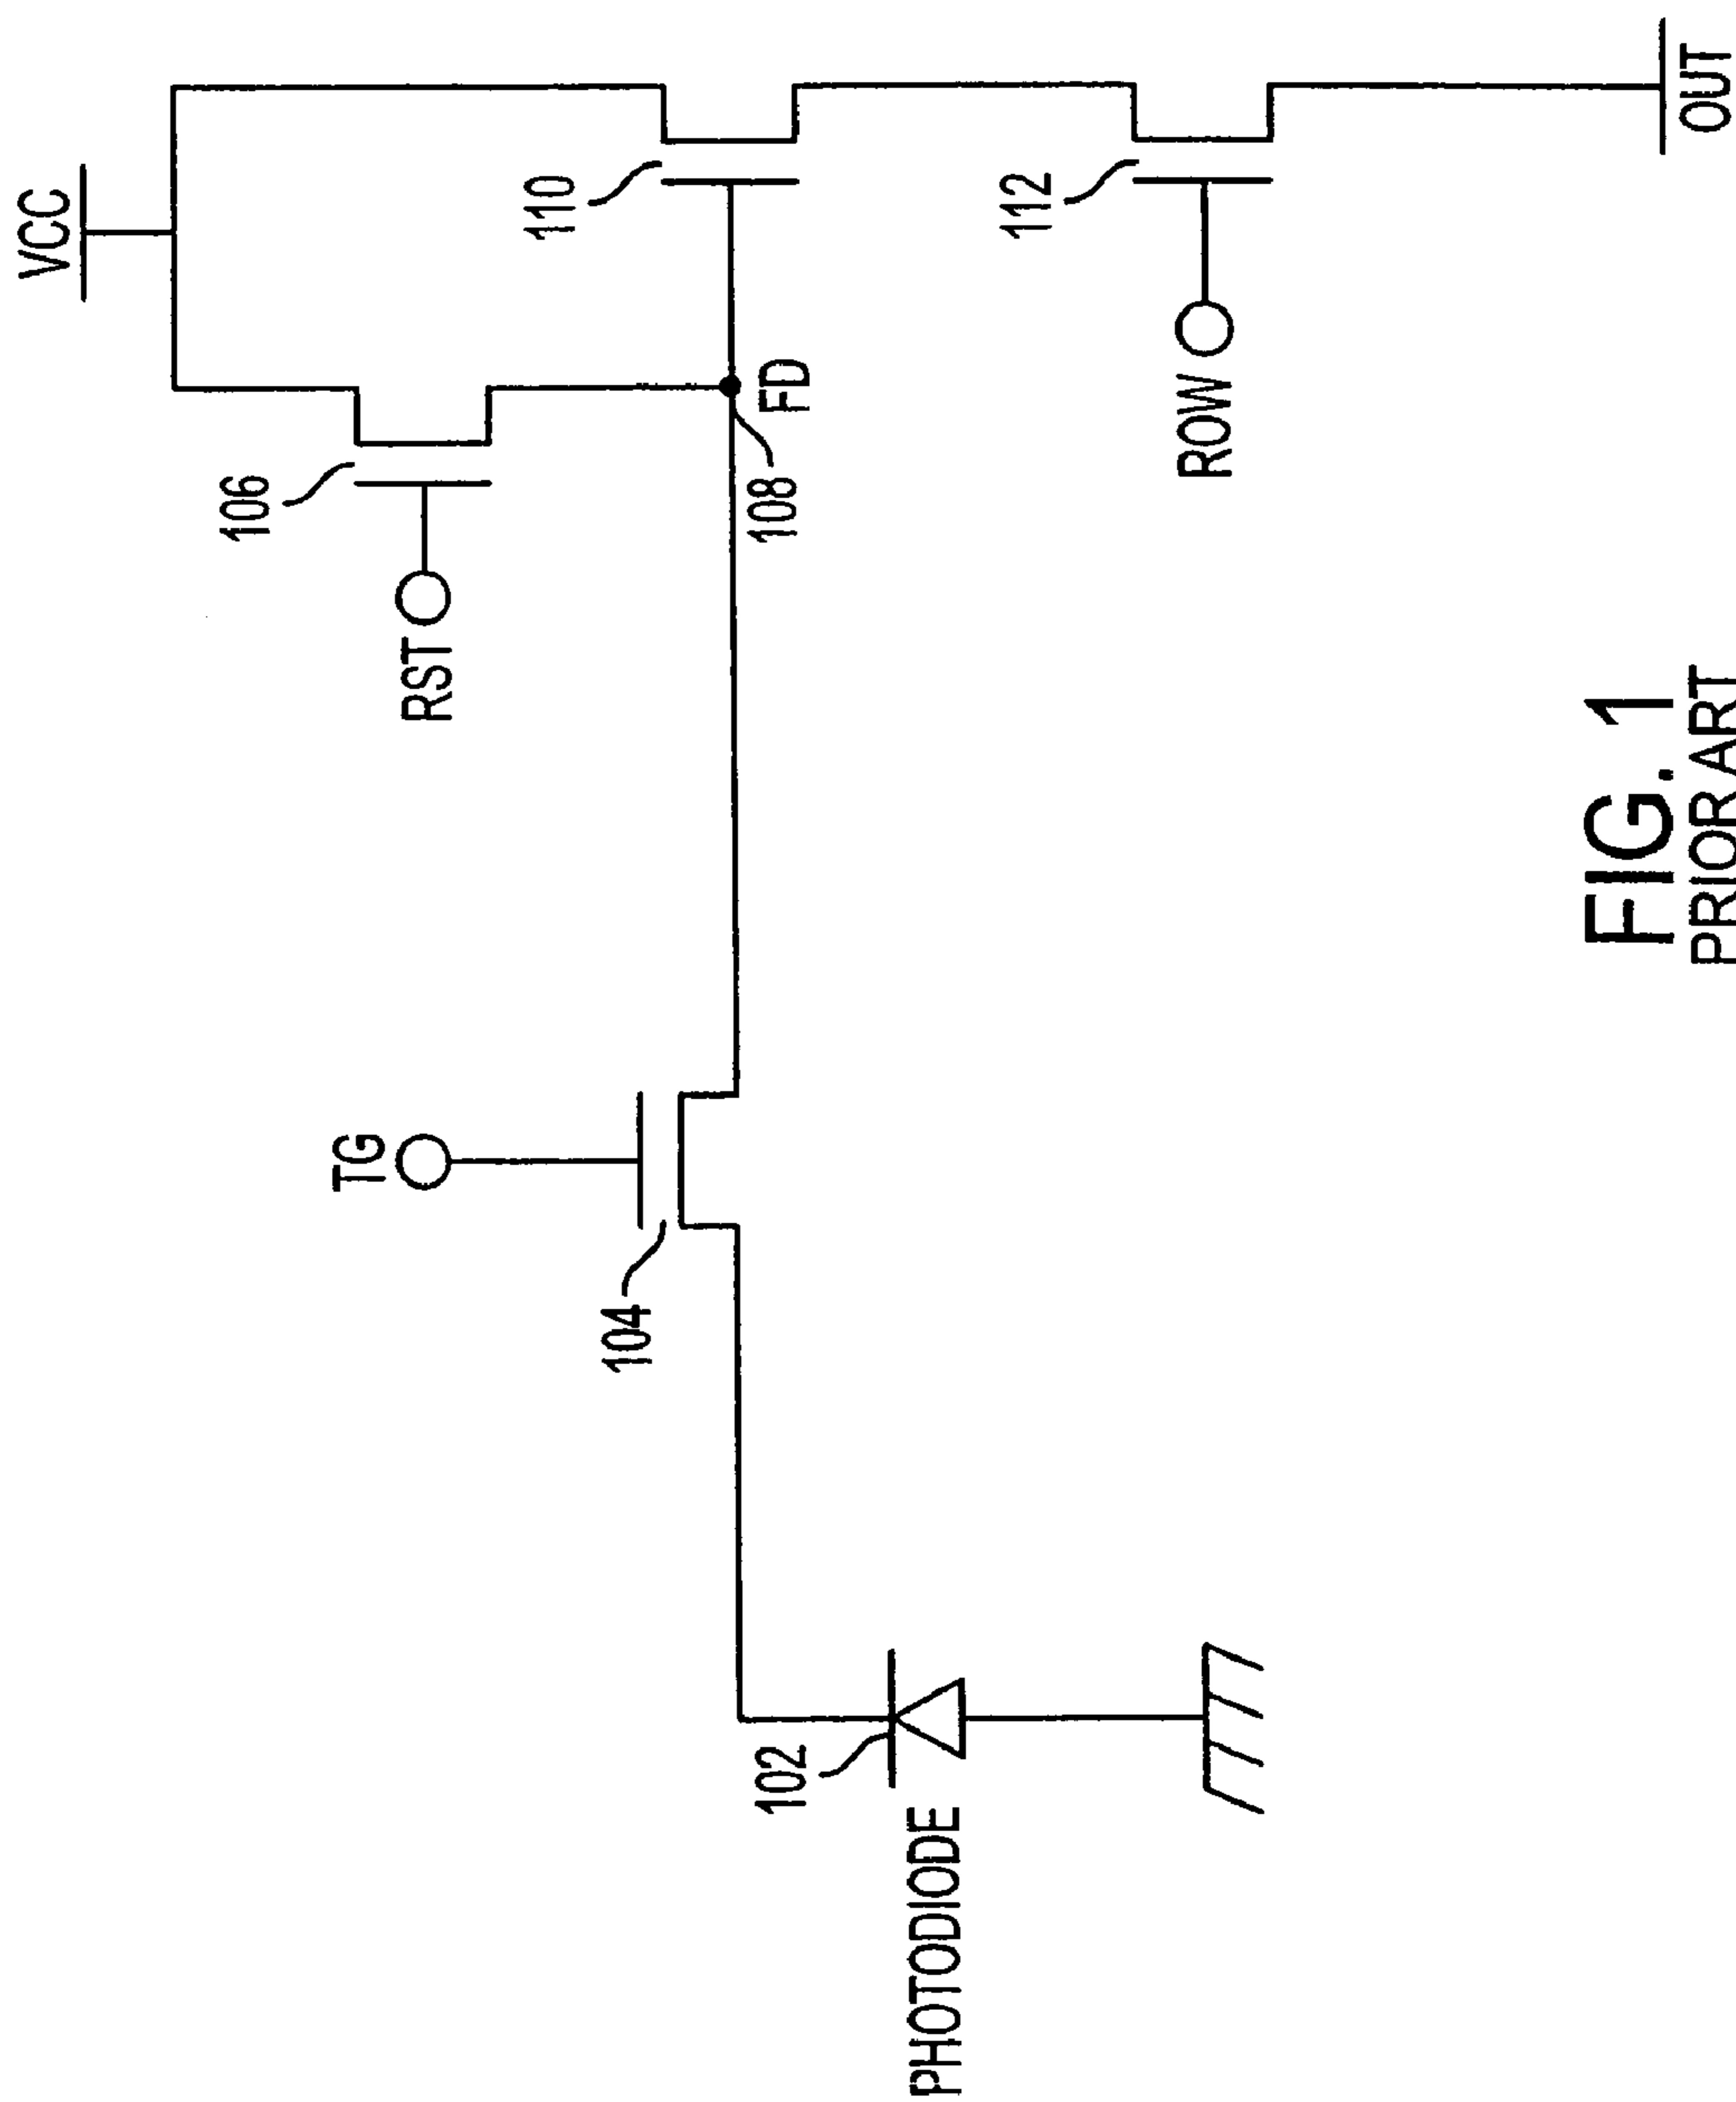 VCC
106
RST
110
FD
108
TG
104
102
PHOTODIODE
112
ROW
OUT
FIG. 1
PRIOR ART